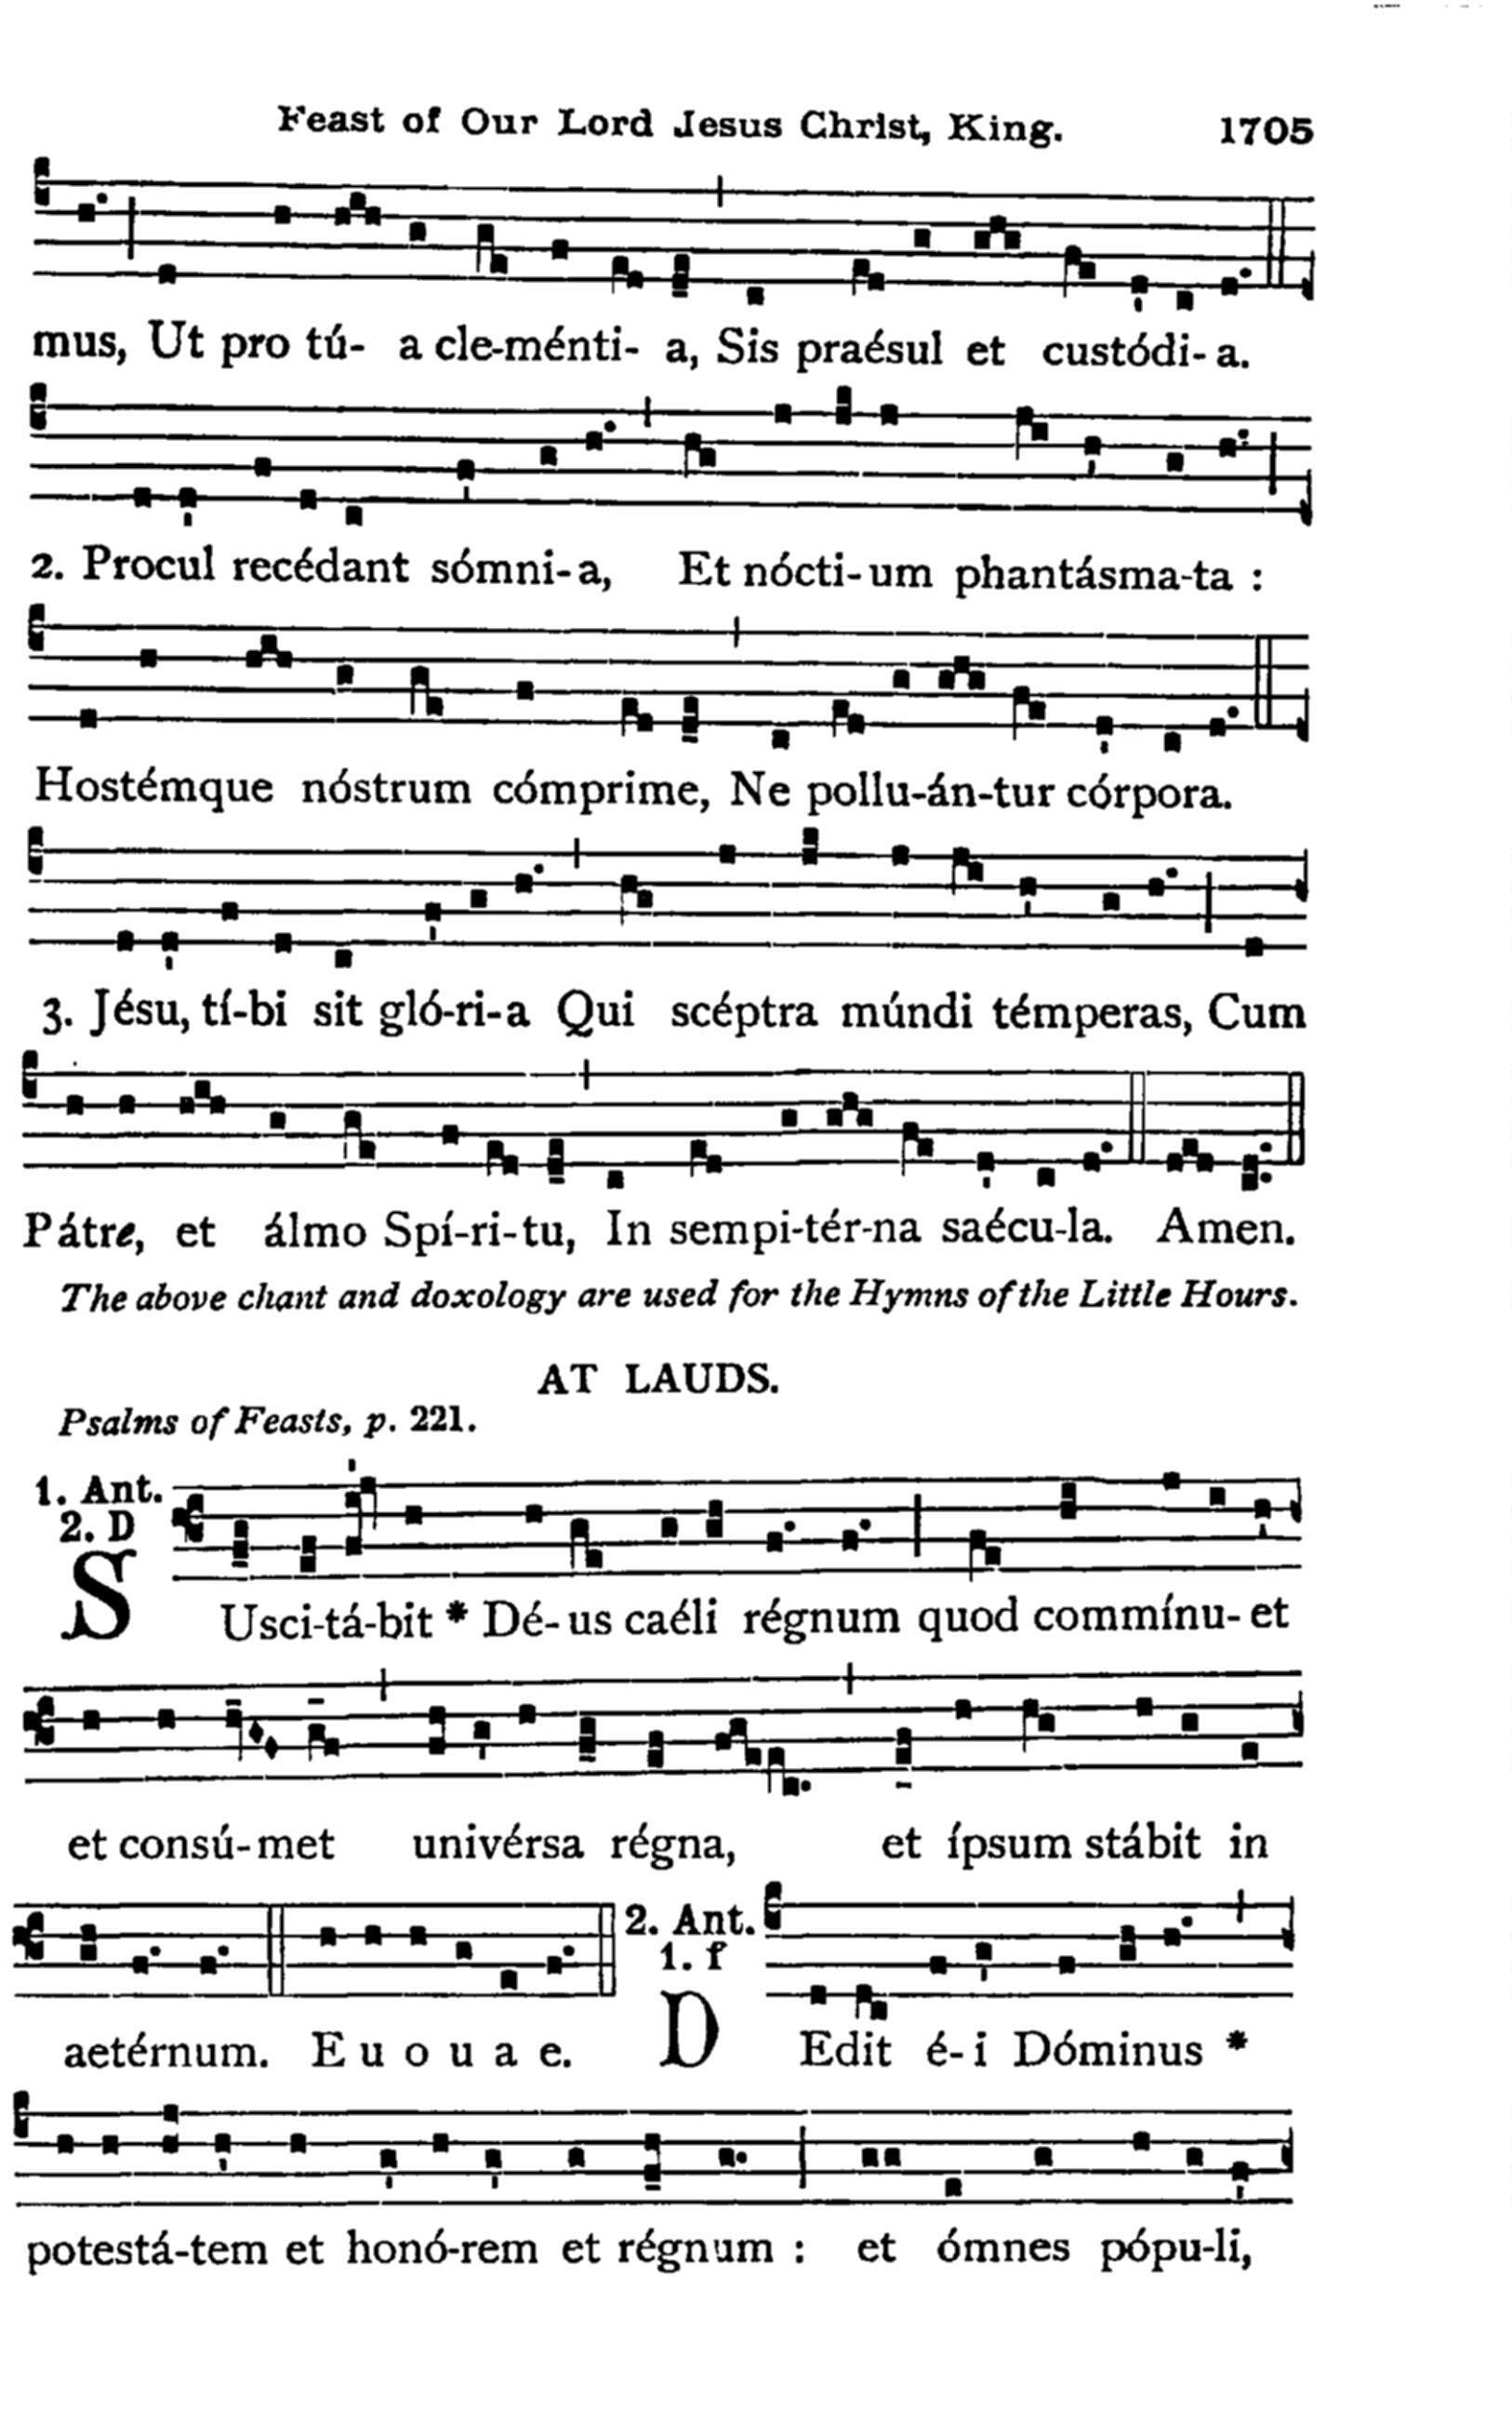 Feast of Our Lord Jesus Christ, King. 1705
mus, Ut pro tú- a cle-ménti- a, Sis praésul et custódi- a.
2. Procul recédant sómni- a, Et nócti- um phantásma-ta :
Hostémque nóstrum cómprime, Ne pollu-án-tur córpora.
3. Jésu, tí-bi sit gló-ri- a Qui scéptra múndi témperas, Cum
Pátre, et álmo Spí-ri- tu, In sempi-tér-na saécu-la. Amen.
The above chant and doxology are used for the Hymns of the Little Hours.
AT LAUDS.
Psalms of Feasts, p. 221.
1. Ant.
2. D
SUsci-tá-bit * Dé- us caéli régnum quod commínu- et
et consú- met univérsa régna, et ípsum stábit in
aetérnum. E u o u a e.
2. Ant.
1. f
DEdit é- i Dóminus *
potestá-tem et honó-rem et régnum : et ómnes pópu-li,